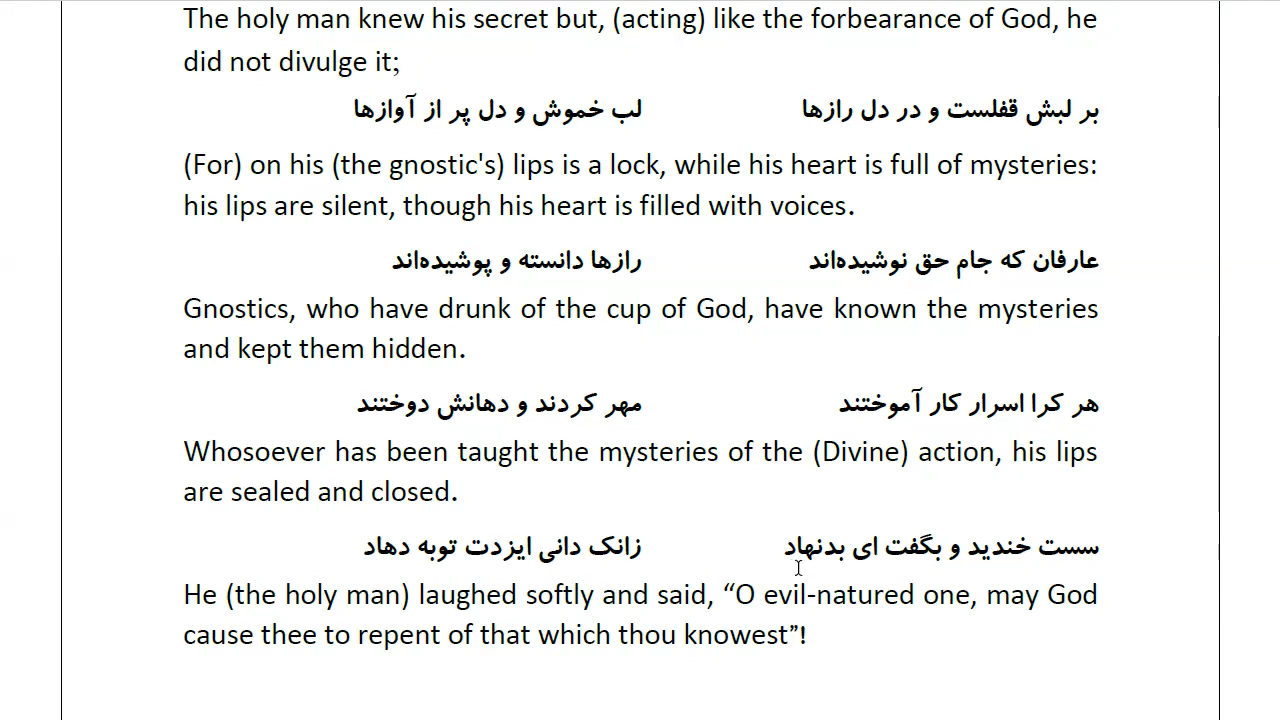 The holy man knew his secret but, (acting) like the forbearance of God, he
did not divulge it;
بر لبش قفلست و در دل رازها لب خموش و دل پر از آوازها
(For) on his (the gnostic's) lips is a lock, while his heart is full of mysteries:
his lips are silent, though his heart is filled with voices.
عارفان که جام حق نوشیده‌اند رازها دانسته و پوشیده‌اند
Gnostics, who have drunk of the cup of God, have known the mysteries
and kept them hidden.
هر کرا اسرار کار آموختند مهر کردند و دهانش دوختند
Whosoever has been taught the mysteries of the (Divine) action, his lips
are sealed and closed.
سست خندید و بگفت ای بدنهاد زانک دانی ایزدت توبه دهاد
He (the holy man) laughed softly and said, “O evil-natured one, may God
cause thee to repent of that which thou knowest”!